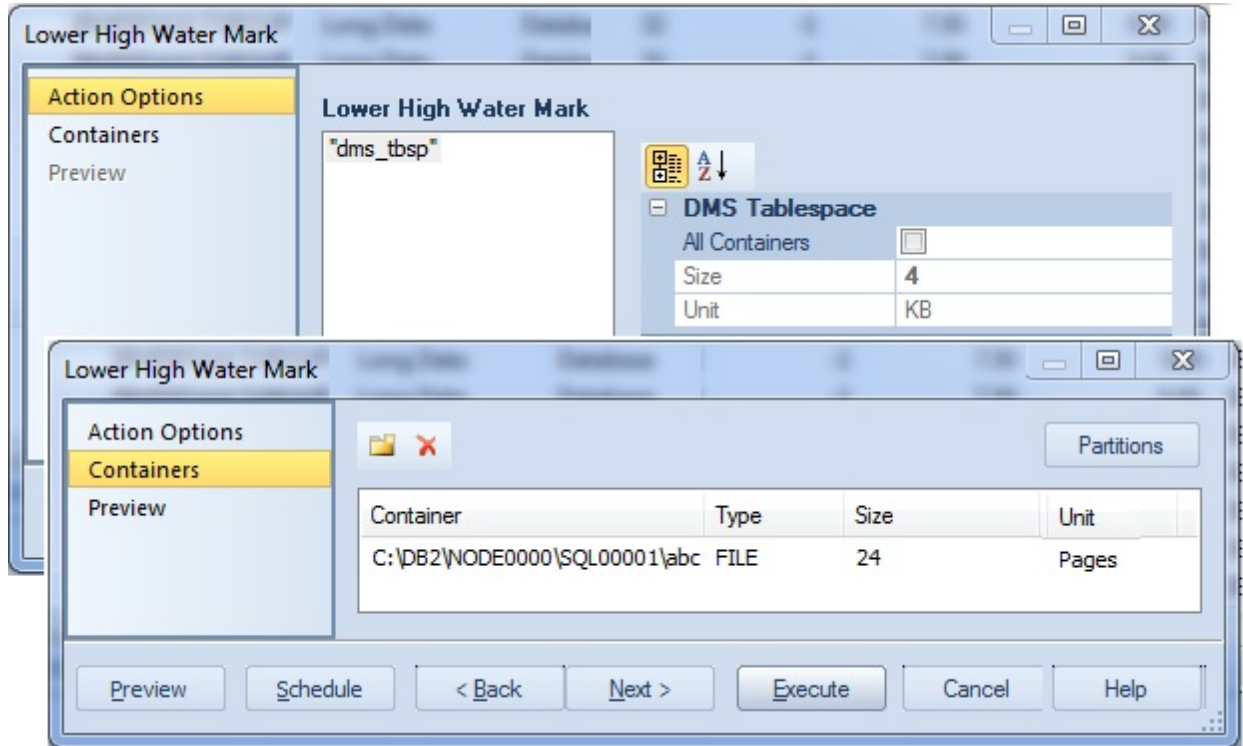 Lower High Water Mark
Action Options
Containers
Preview
Lower High Water Mark
"dms_tbsp"
A
Z
DMS Tablespace
All Containers
Size 4
Unit KB
Lower High Water Mark
Action Options
Containers
Preview
Partitions
Container Type Size Unit
C:\DB2\NODE0000\SQL00001\abc FILE 24 Pages
Preview Schedule < Back Next > Execute Cancel Help